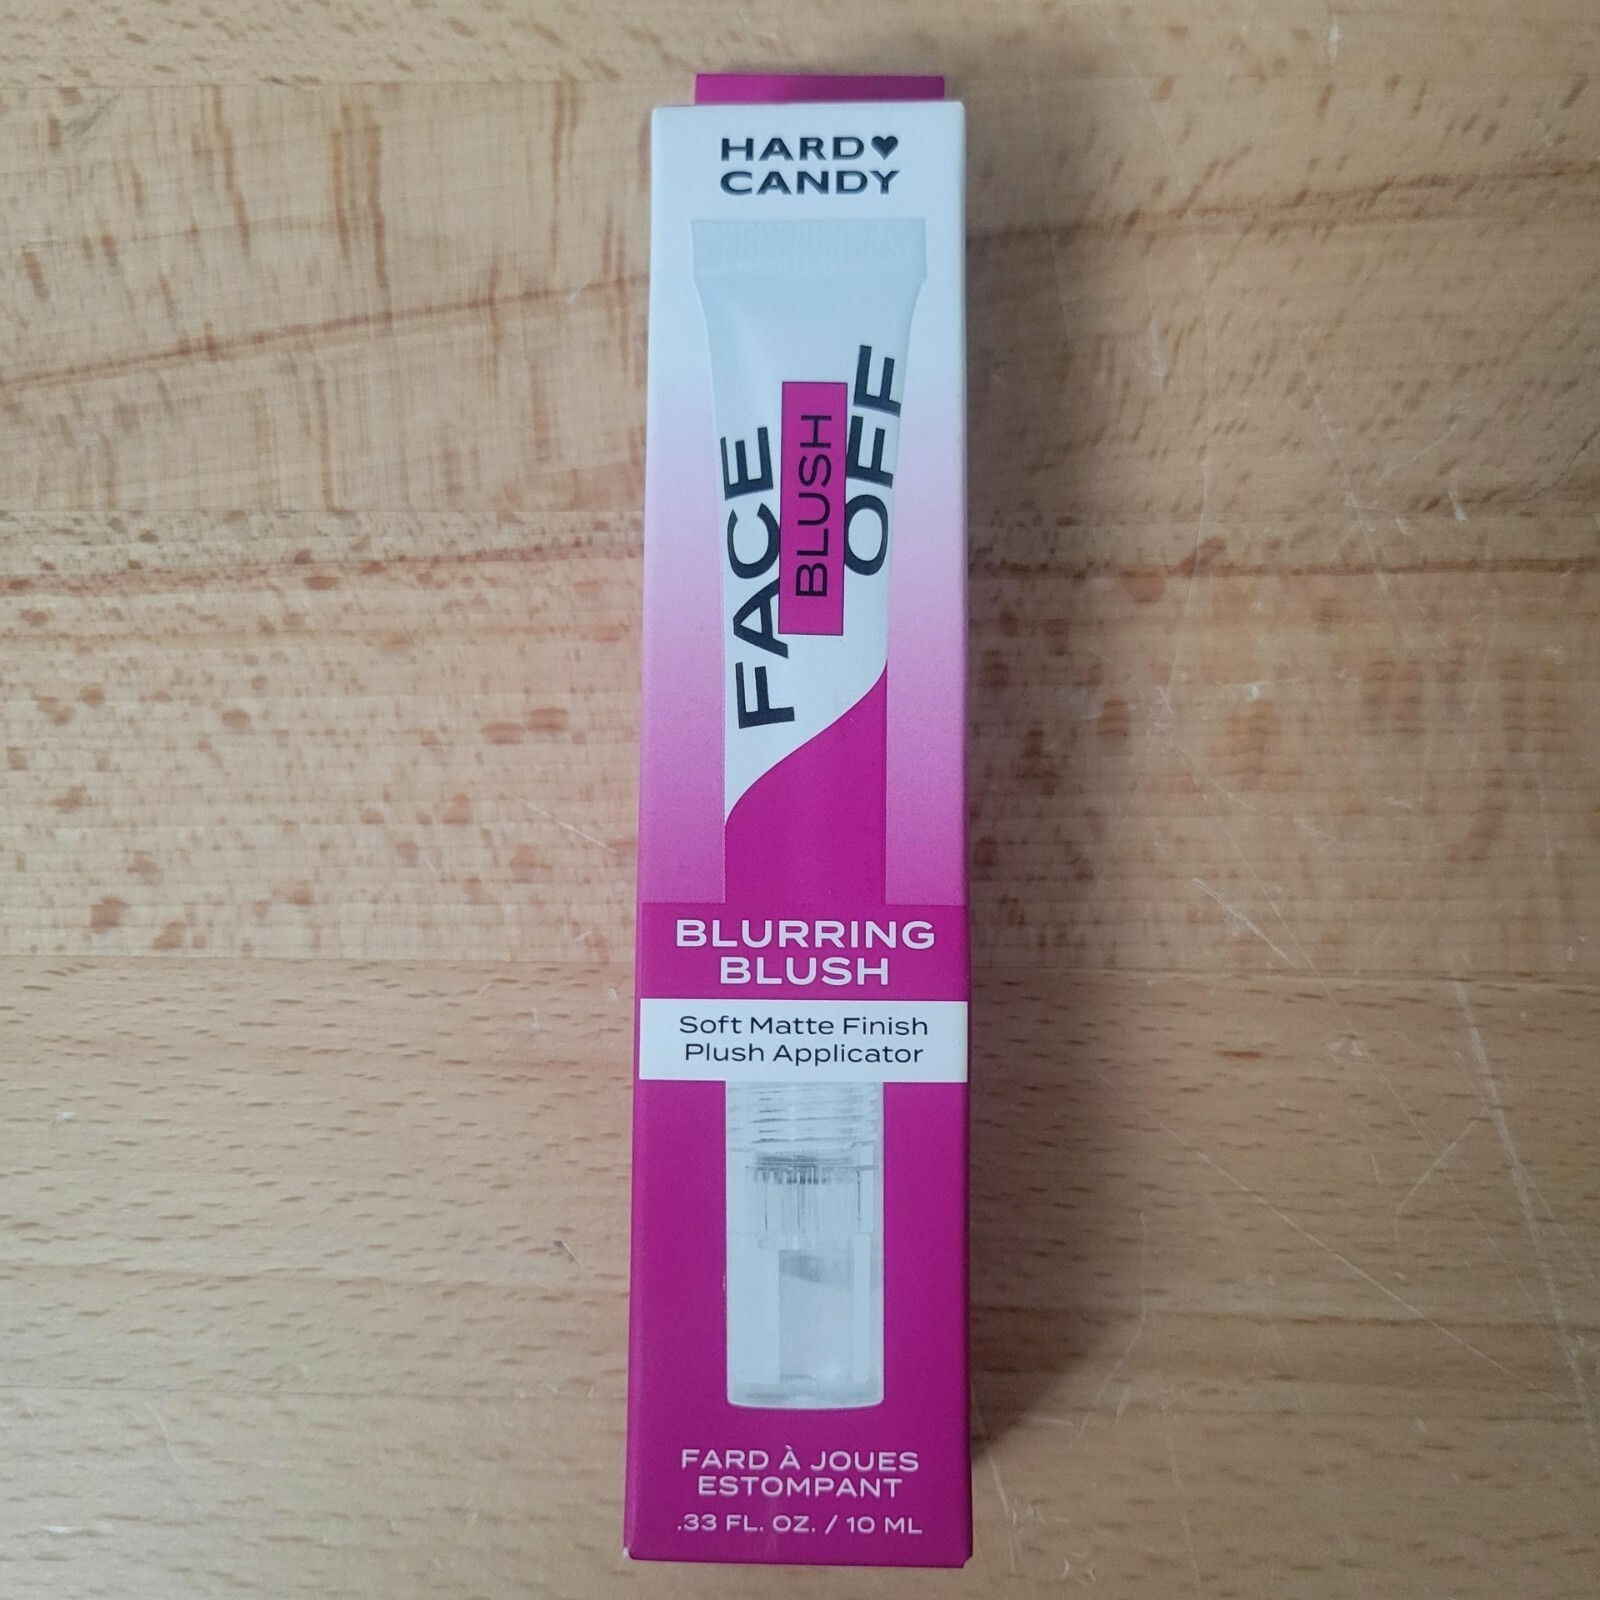 HARD♥
CANDY
FACE
BLUSH
OFF
BLURRING
BLUSH
Soft Matte Finish
Plush Applicator
FARD À JOUES
ESTOMPANT
.33 FL. OZ. / 10 ML